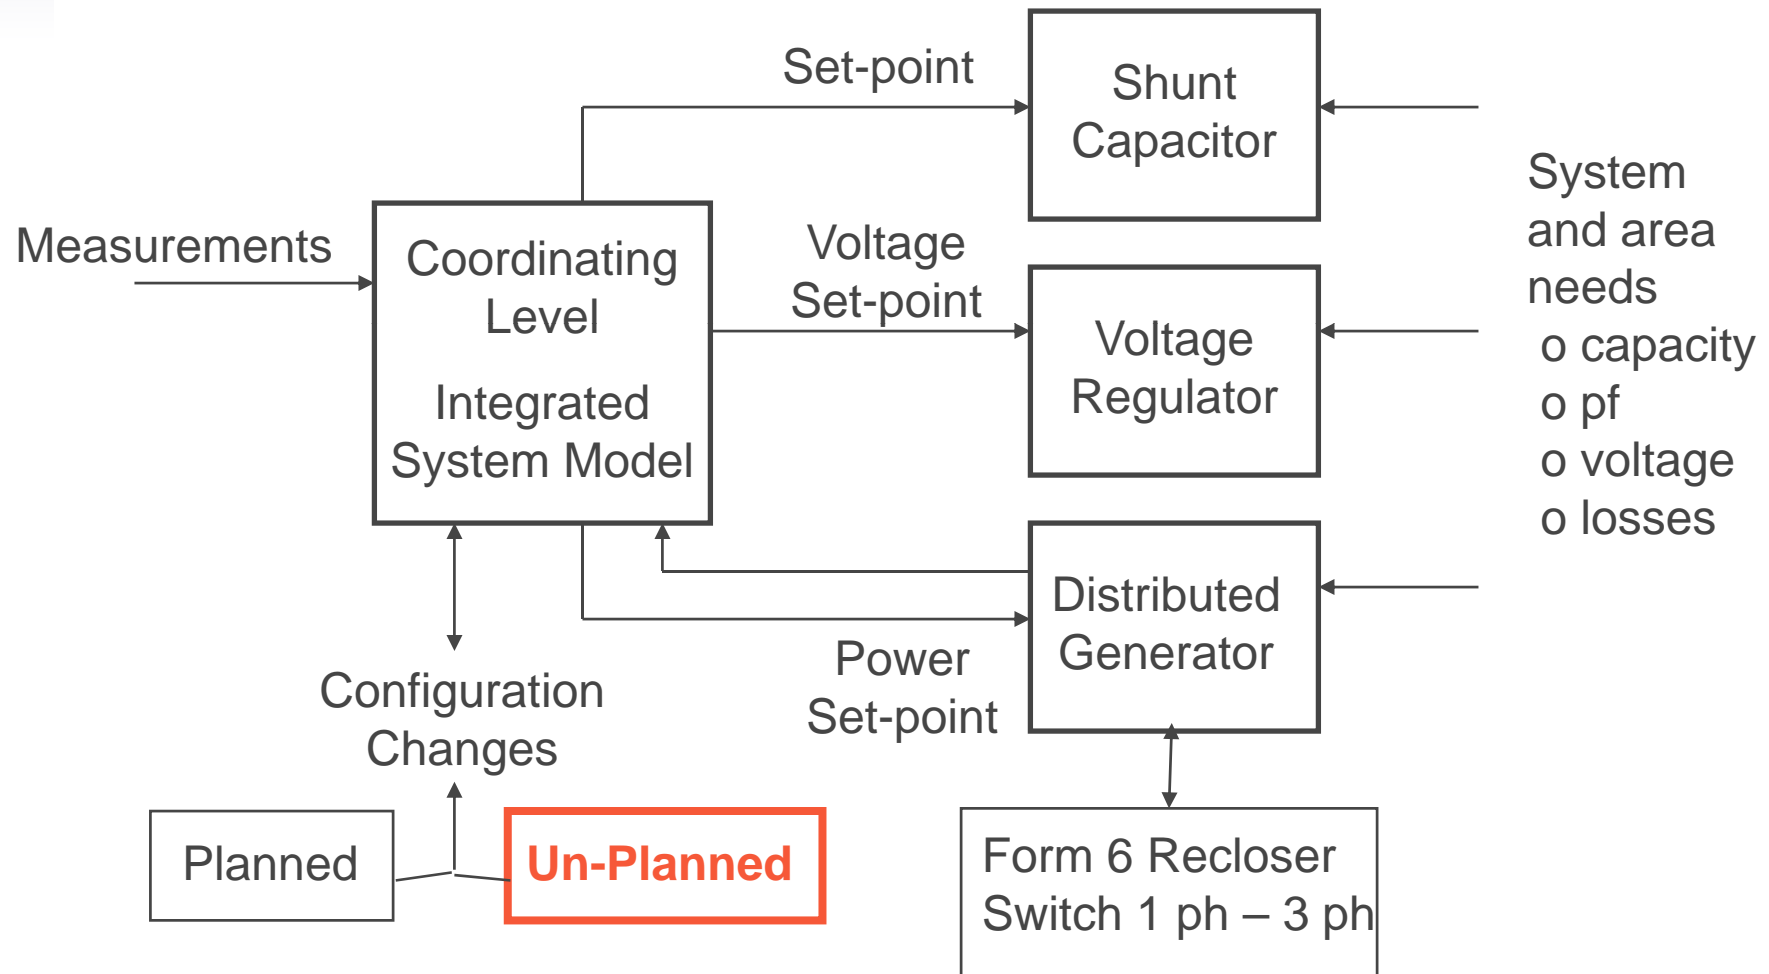 Set-point
Shunt
Capacitor
System
and area
needs
o capacity
o pf
o voltage
o losses
Measurements
Coordinating
Level
Integrated
System Model
Voltage
Set-point
Voltage
Regulator
Distributed
Generator
Power
Set-point
Configuration
Changes
Planned
Un-Planned
Form 6 Recloser
Switch 1 ph – 3 ph